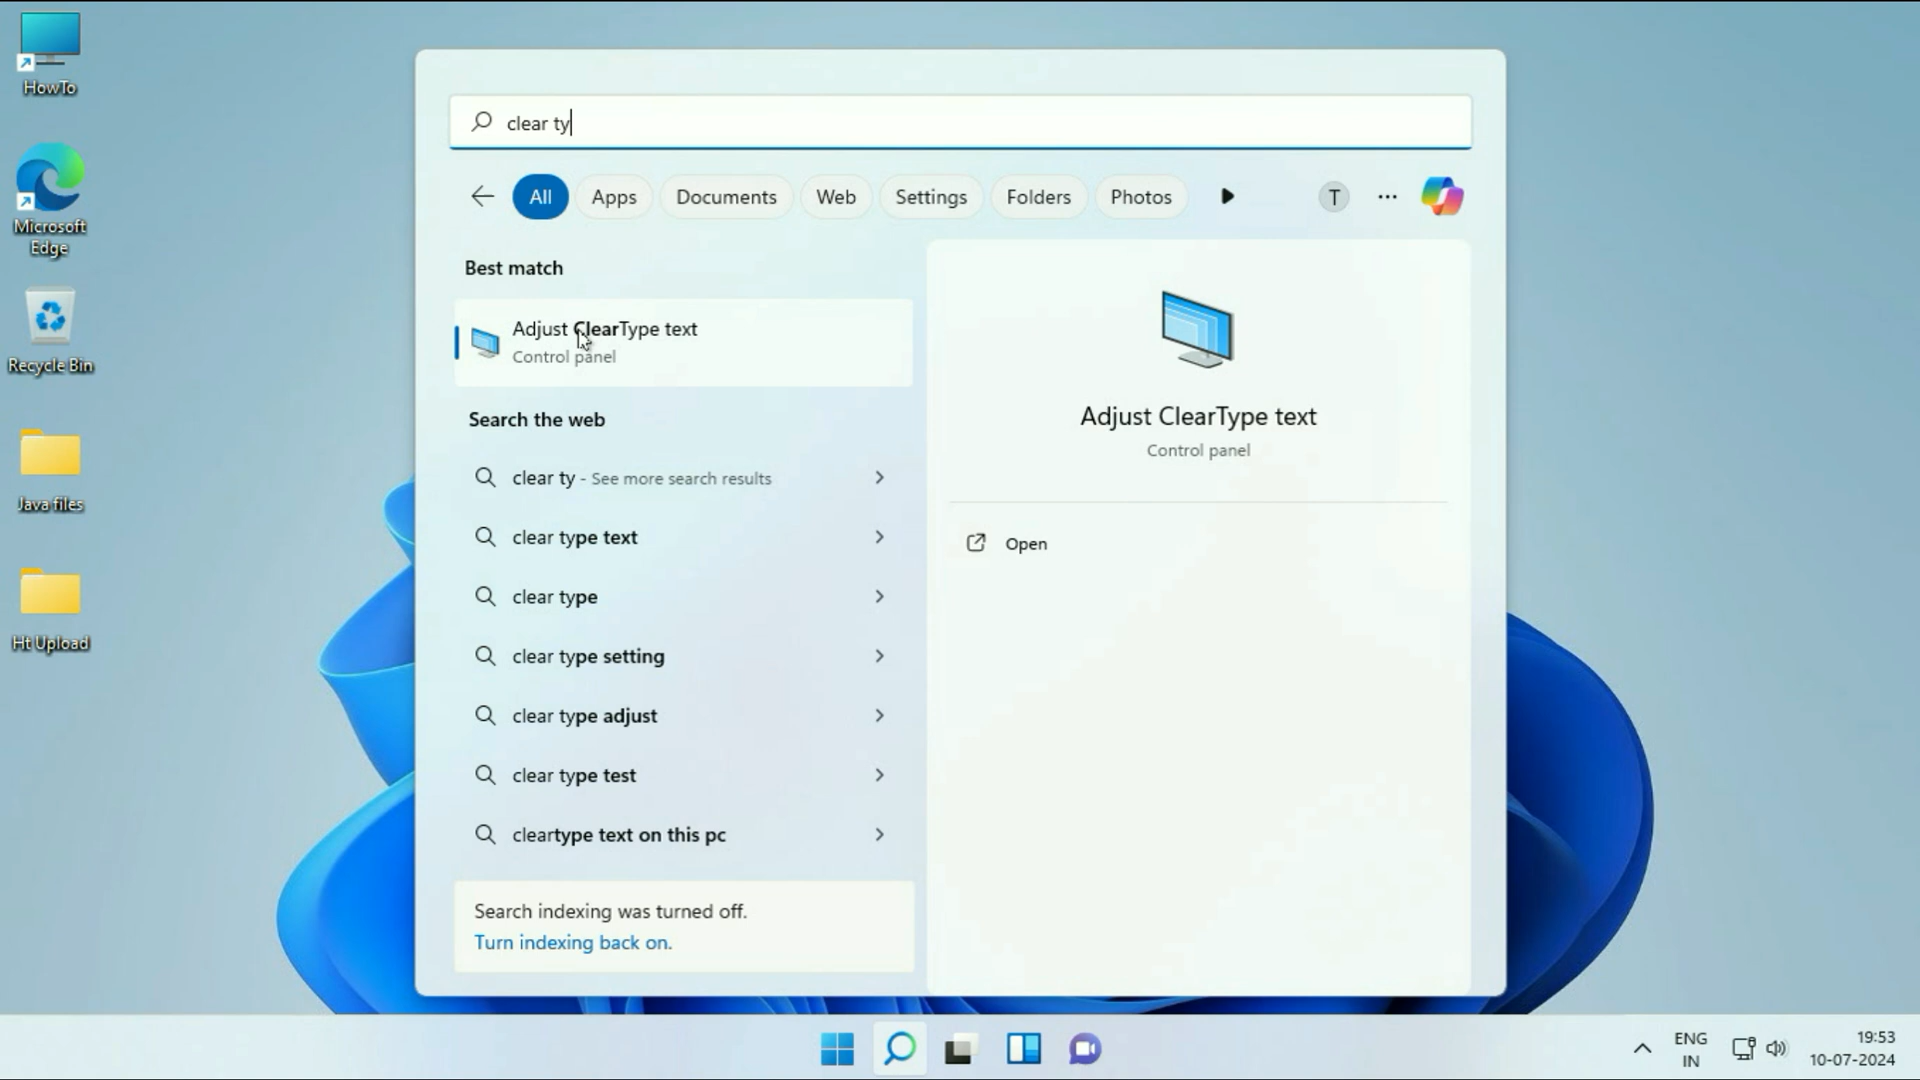 HowTo
Microsoft
Edge
Recycle Bin
Java files
Ht Upload
clear ty
All
Apps
Documents
Web
Settings
Folders
Photos
T
Best match
Adjust ClearType text
Control panel
Search the web
clear ty - See more search results
clear type text
clear type
clear type setting
clear type adjust
clear type test
cleartype text on this pc
Search indexing was turned off.
Turn indexing back on.
Adjust ClearType text
Control panel
Open
ENG
IN
19:53
10-07-2024